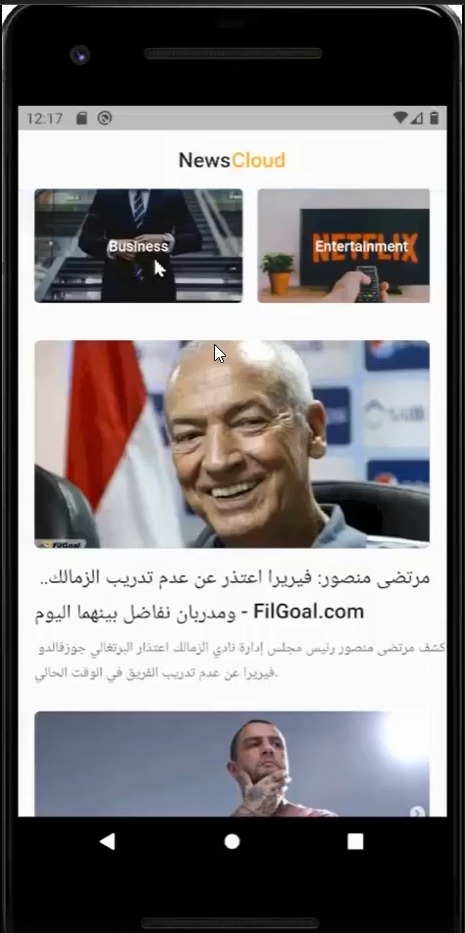 12:17
NewsCloud
Business
NETFLIX
Entertainment
FilGoal
مرتضى منصور: فيريرا اعتذر عن عدم تدريب الزمالك..
ومدربان نفاضل بينهما اليوم - FilGoal.com
كشف مرتضى منصور رئيس مجلس إدارة نادي الزمالك اعتذار البرتغالي جوزفالدو
فيريرا عن عدم تدريب الفريق في الوقت الحالي.